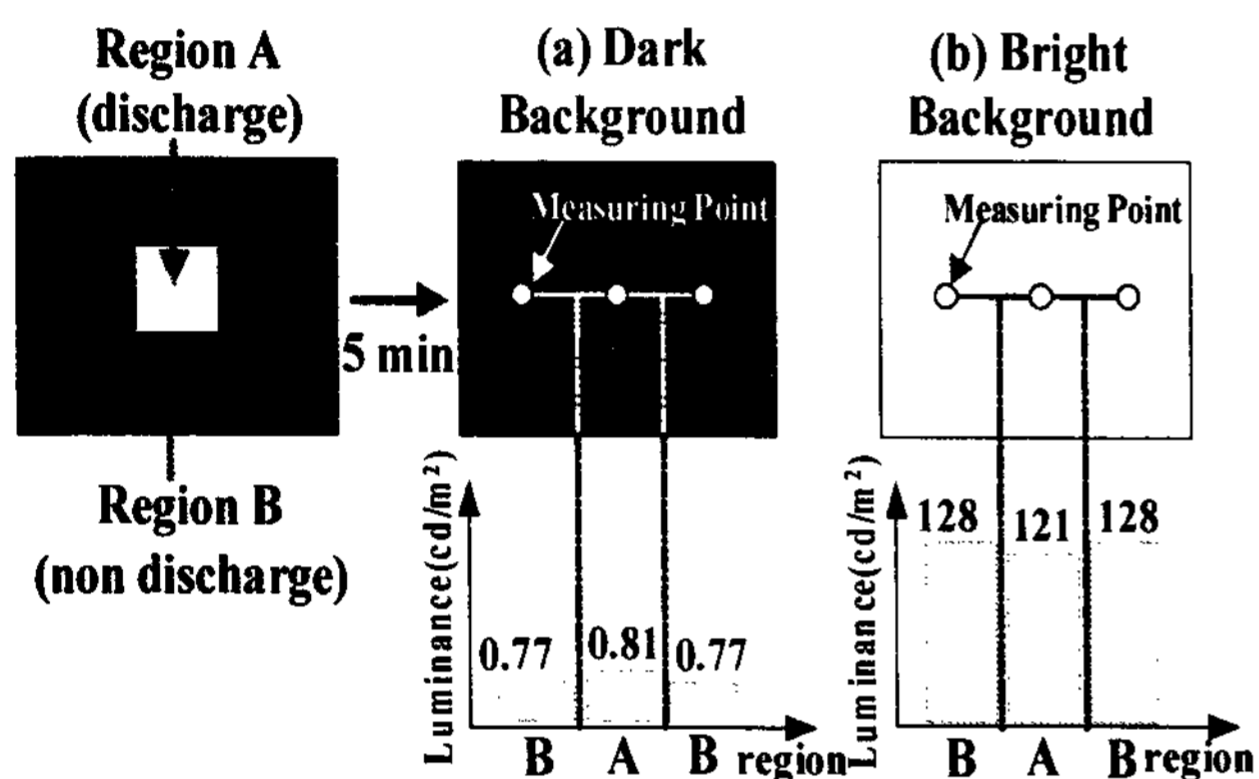 Region A
(discharge)
5 min
Region B
(non discharge)
(a) Dark
Background
Measuring Point
Luminance(cd/m²)
0.77
0.81
0.77
B
A
B
region
(b) Bright
Background
Measuring Point
Luminance(cd/m²)
128
121
128
B
A
B
region